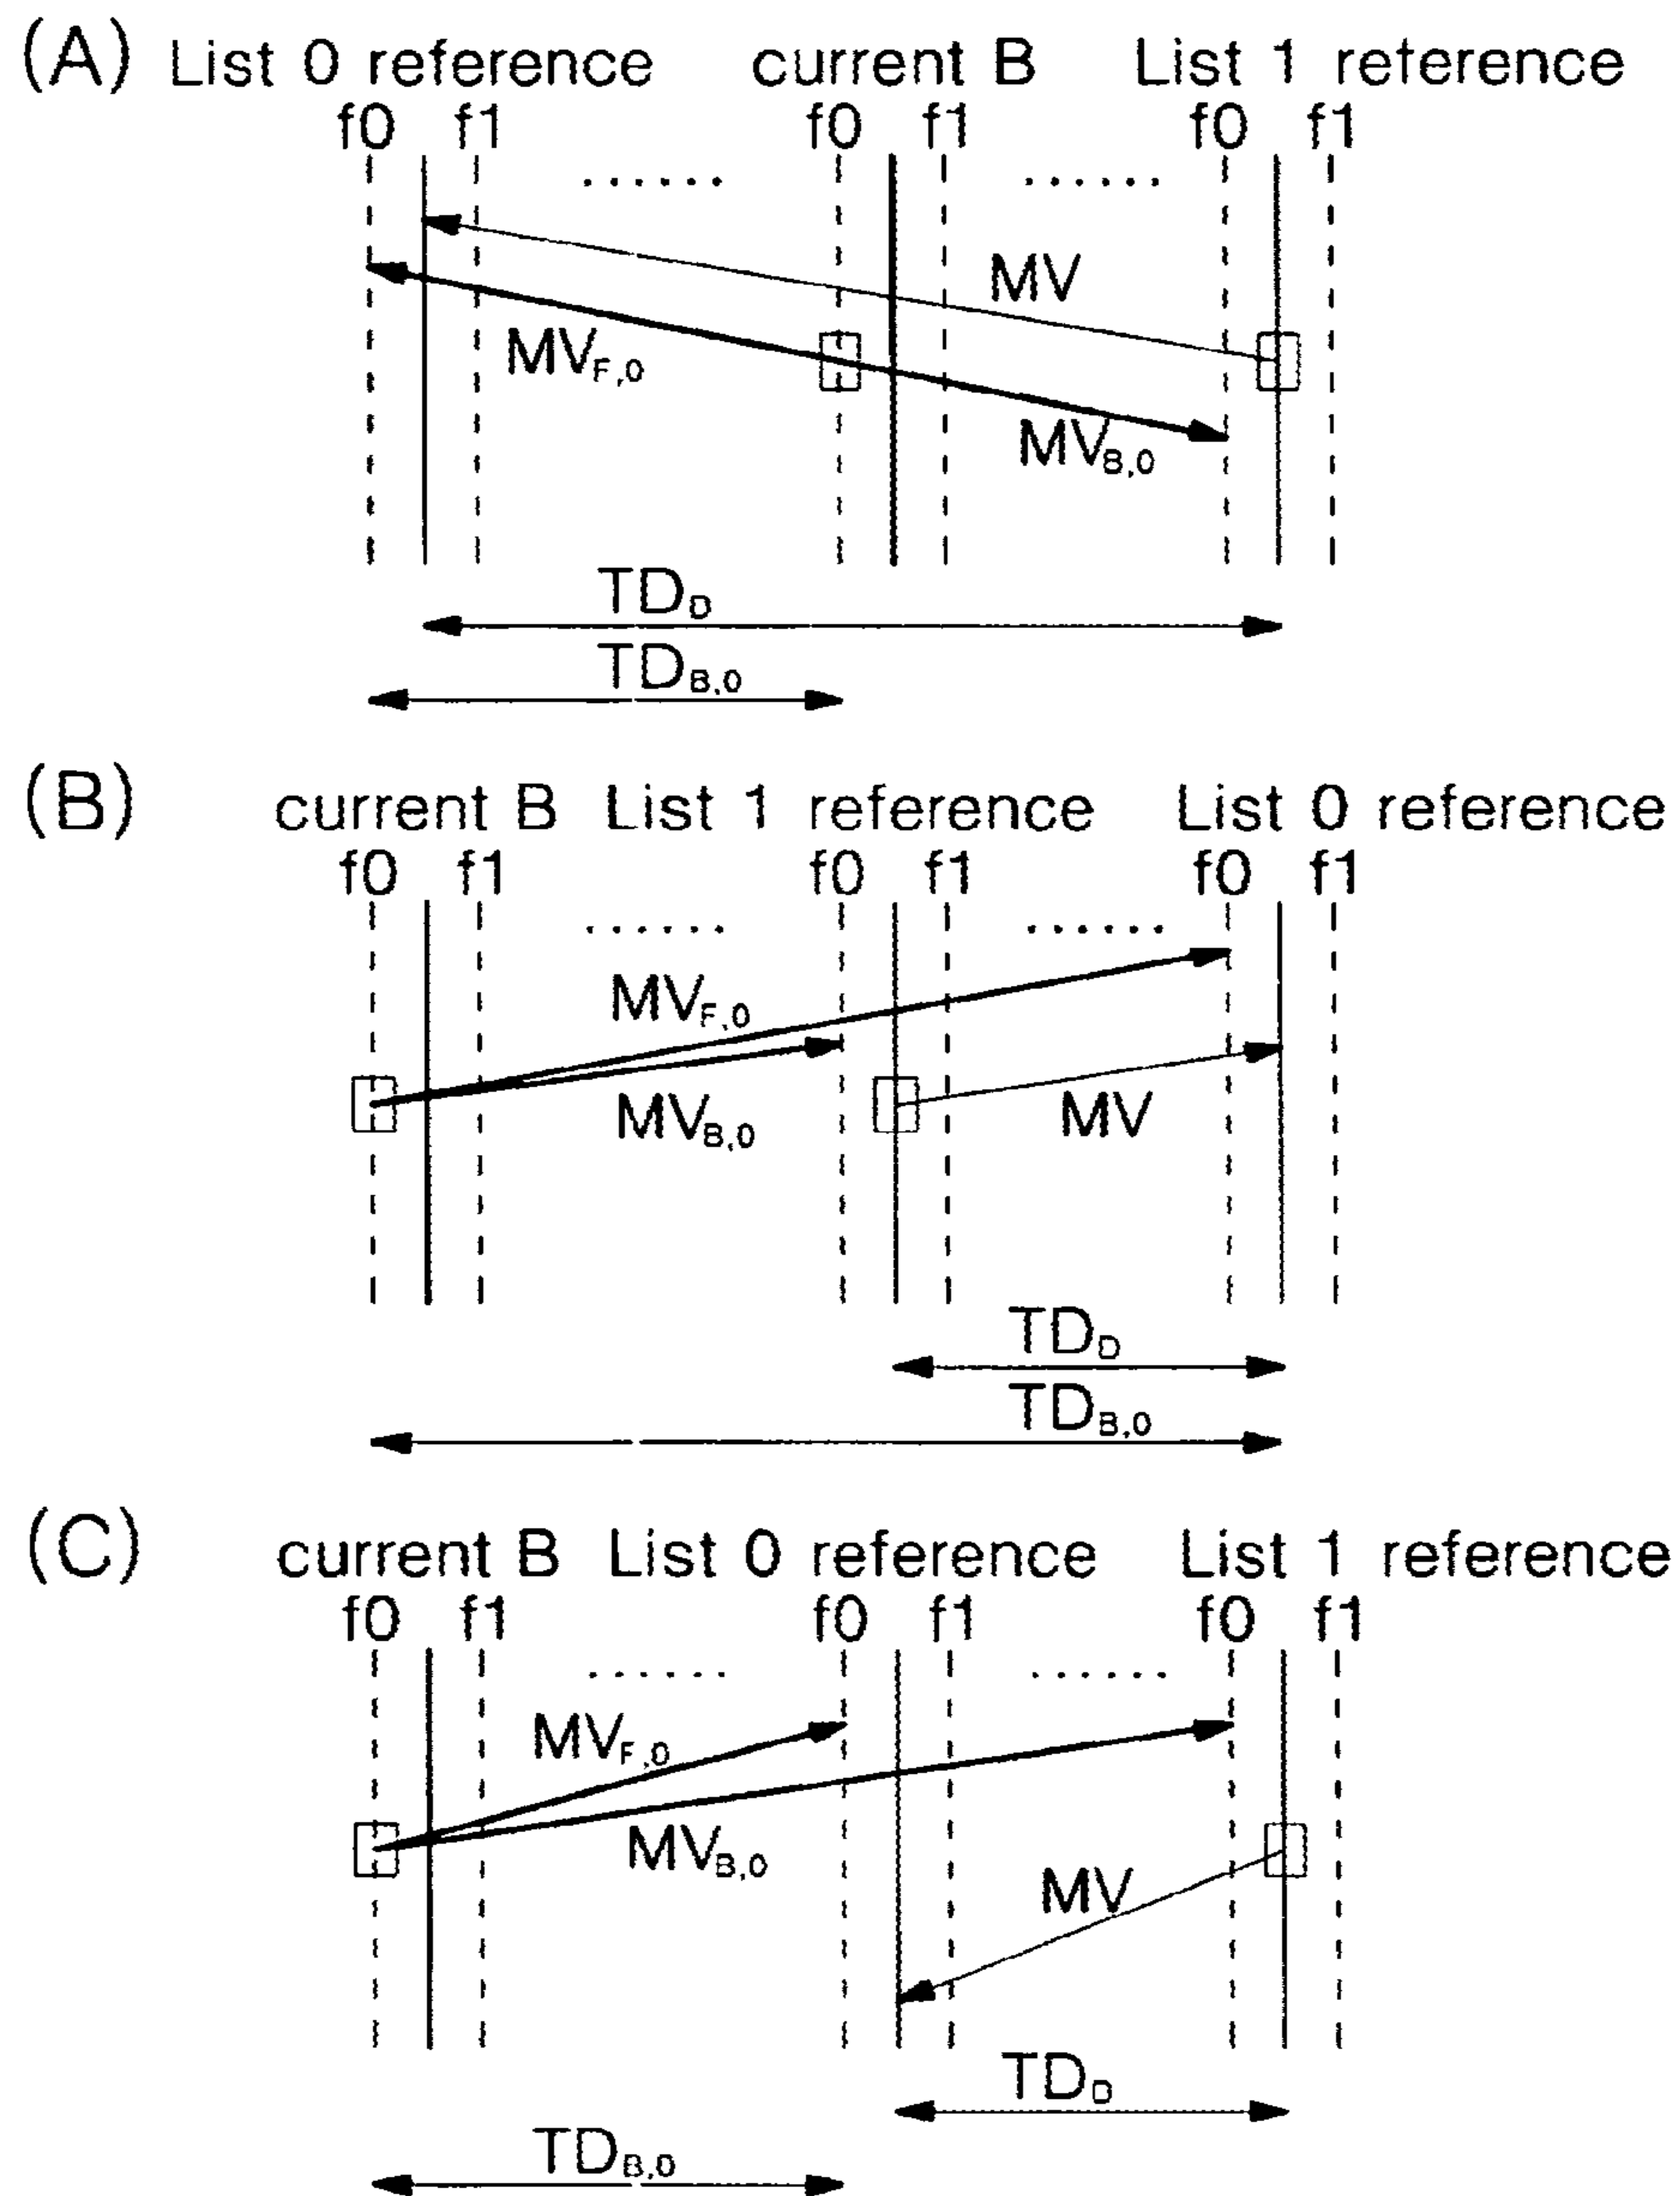 (A) List 0 reference current B List 1 reference
f0 f1 f0 f1 f0 f1
......  ......
MV
MVF,0
MVB,0
TDD
TDB,0
(B) current B List 1 reference List 0 reference
f0 f1 f0 f1 f0 f1
......  ......
MVF,0
MVB,0 MV
TDD
TDB,0
(C) current B List 0 reference List 1 reference
f0 f1 f0 f1 f0 f1
......  ......
MVF,0
MVB,0 MV
TDD
TDB,0